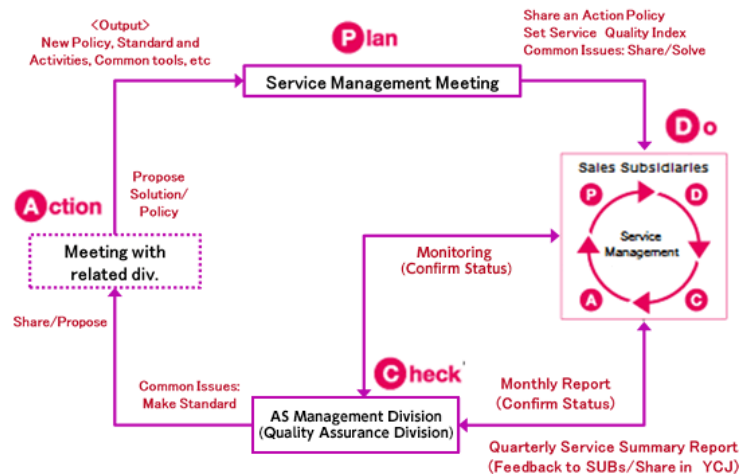 <Output>
New Policy, Standard and
Activities, Common tools, etc
Plan
Share an Action Policy
Set Service Quality Index
Common Issues: Share/Solve
Service Management Meeting
Do
Propose
Solution/
Policy
Action
Sales Subsidiaries
P
D
Service
Management
A
C
Meeting with
related div.
Monitoring
(Confirm Status)
Share/Propose
Check
Common Issues:
Make Standard
AS Management Division
(Quality Assurance Division)
Monthly Report
(Confirm Status)
Quarterly Service Summary Report
(Feedback to SUBs/Share in YCJ)